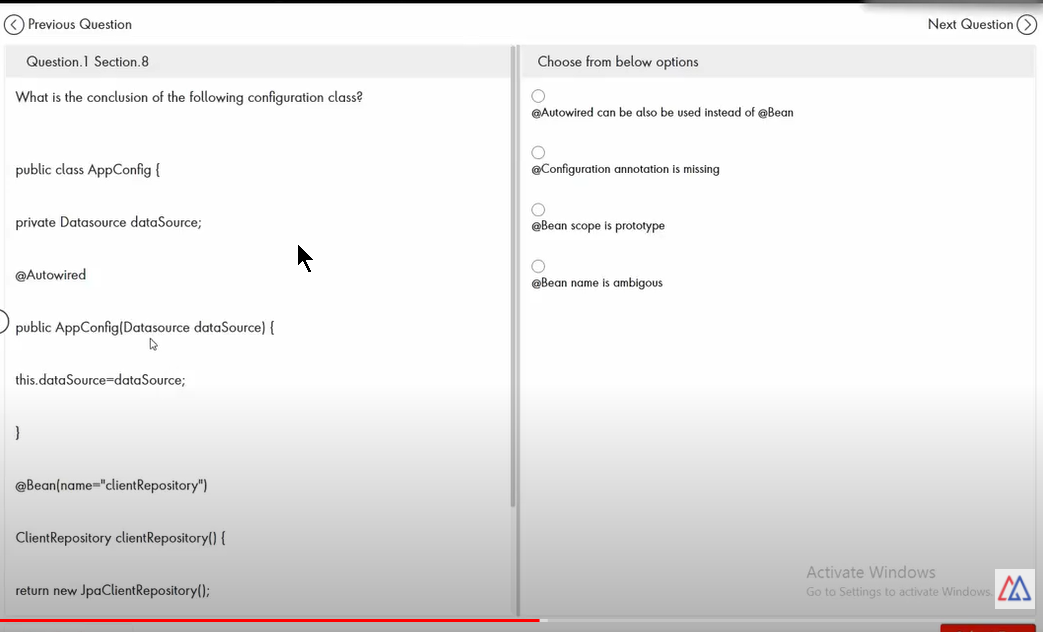 Previous Question
Next Question
Question.1 Section.8
What is the conclusion of the following configuration class?
public class AppConfig {
private Datasource dataSource;
@Autowired
public AppConfig(Datasource dataSource) {
this.dataSource=dataSource;
}
@Bean(name="clientRepository")
ClientRepository clientRepository() {
return new JpaClientRepository();
Choose from below options
@Autowired can be also be used instead of @Bean
@Configuration annotation is missing
@Bean scope is prototype
@Bean name is ambigous
Activate Windows
Go to Settings to activate Windows.